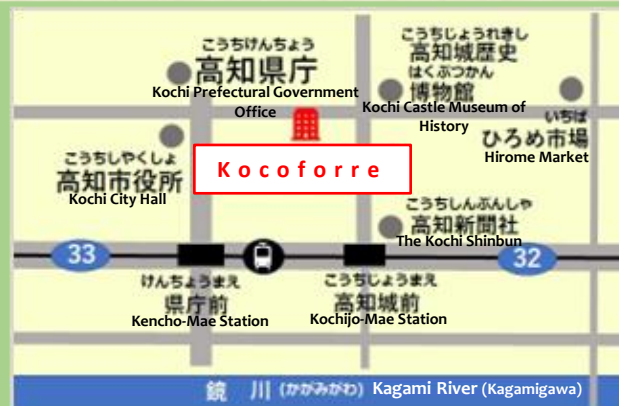 こうちけんちょう
高知県庁
Kochi Prefectural Government
Office
こうちじょうれきし
高知城歴史
はくぶつかん
博物館
Kochi Castle Museum of
History
いちば
ひろめ市場
Hirome Market
こうちしやくしょ
高知市役所
Kochi City Hall
Kocoforre
こうちしんぶんしゃ
高知新聞社
The Kochi Shinbun
33
32
けんちょうまえ
県庁前
Kencho-Mae Station
こうちじょうまえ
高知城前
Kochijo-Mae Station
鏡 川 (かがみがわ) Kagami River (Kagamigawa)